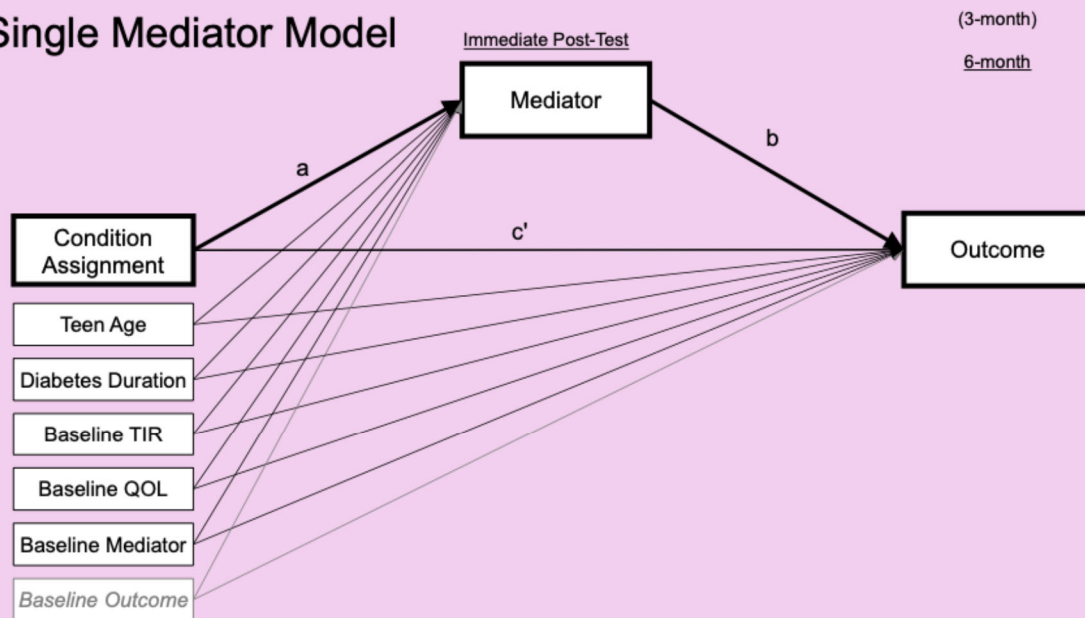 Single Mediator Model
Immediate Post-Test
(3-month)
6-month
Mediator
a
b
Condition
Assignment
c'
Outcome
Teen Age
Diabetes Duration
Baseline TIR
Baseline QOL
Baseline Mediator
Baseline Outcome